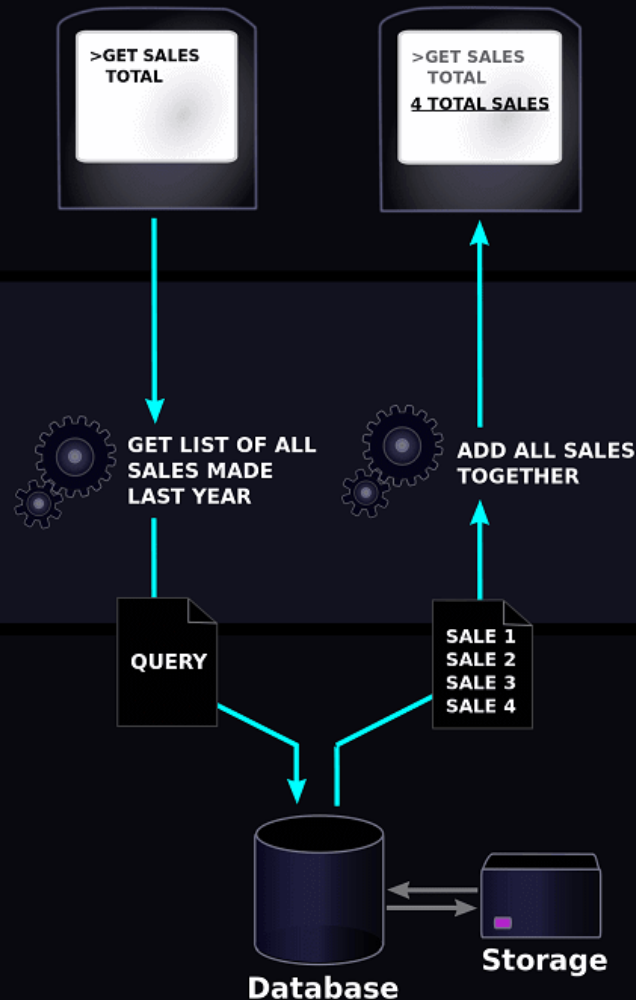 >GET SALES
TOTAL
>GET SALES
TOTAL
4 TOTAL SALES
GET LIST OF ALL
SALES MADE
LAST YEAR
ADD ALL SALES
TOGETHER
QUERY
SALE 1
SALE 2
SALE 3
SALE 4
Storage
Database